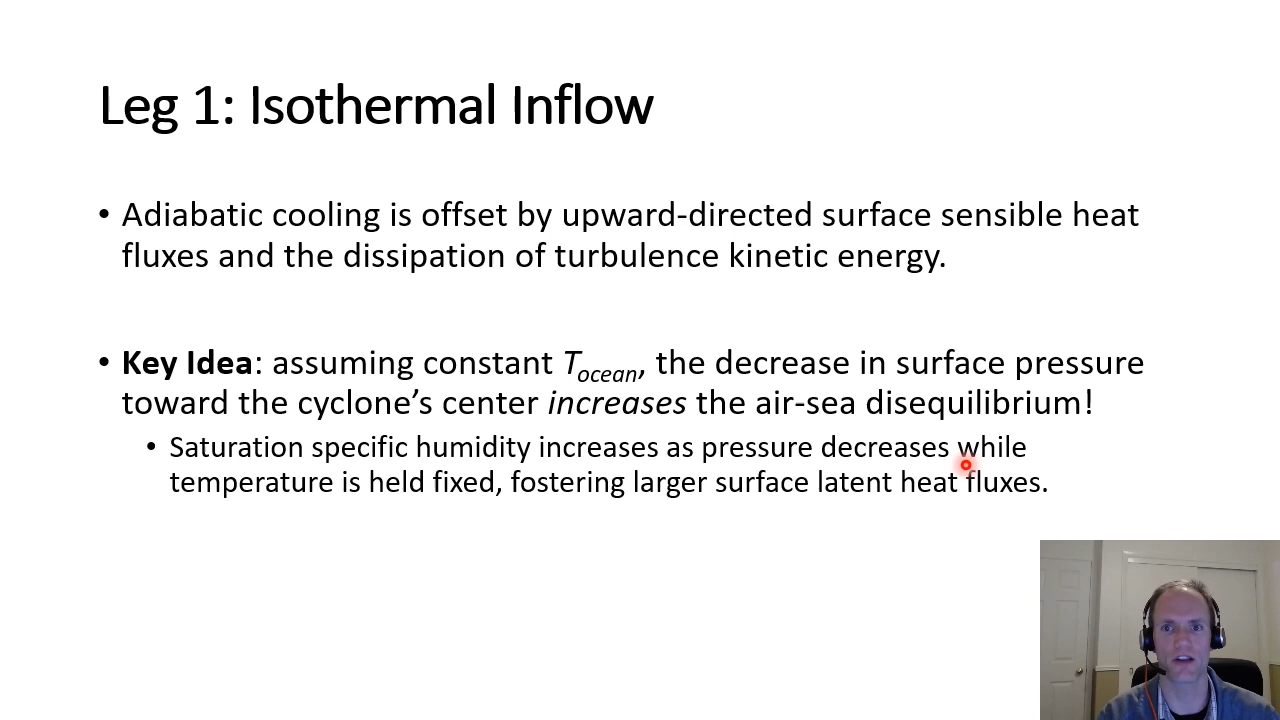 Leg 1: Isothermal Inflow
• Adiabatic cooling is offset by upward-directed surface sensible heat
fluxes and the dissipation of turbulence kinetic energy.
• Key Idea: assuming constant Tocean, the decrease in surface pressure
toward the cyclone’s center increases the air-sea disequilibrium!
• Saturation specific humidity increases as pressure decreases while
temperature is held fixed, fostering larger surface latent heat fluxes.